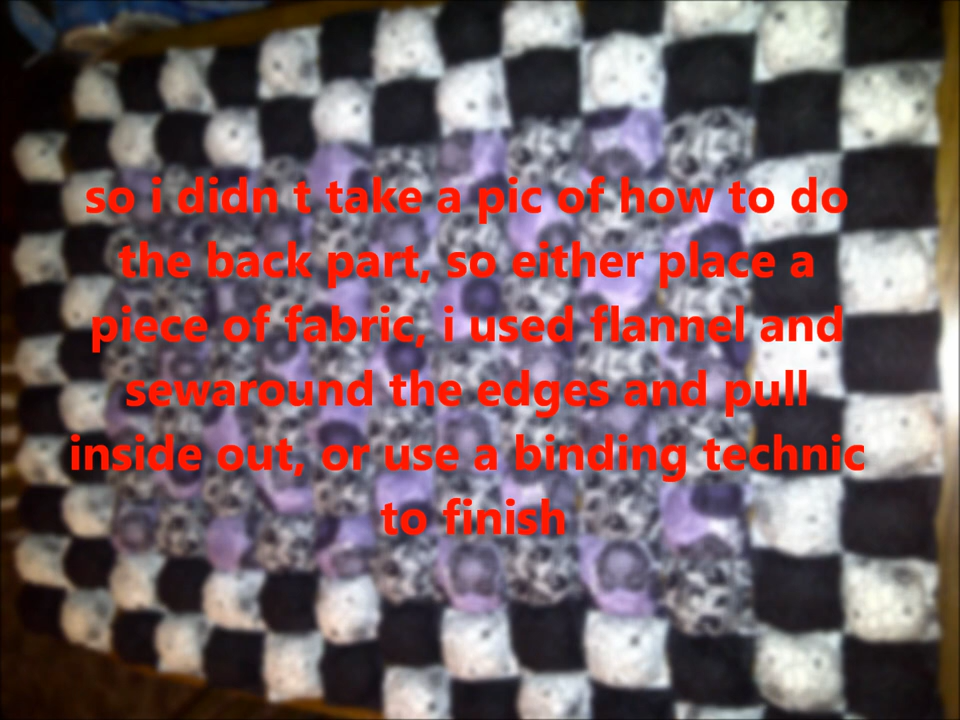 so i didn t take a pic of how to do
the back part, so either place a
piece of fabric, i used flannel and
sewaround the edges and pull
inside out, or use a binding technic
to finish